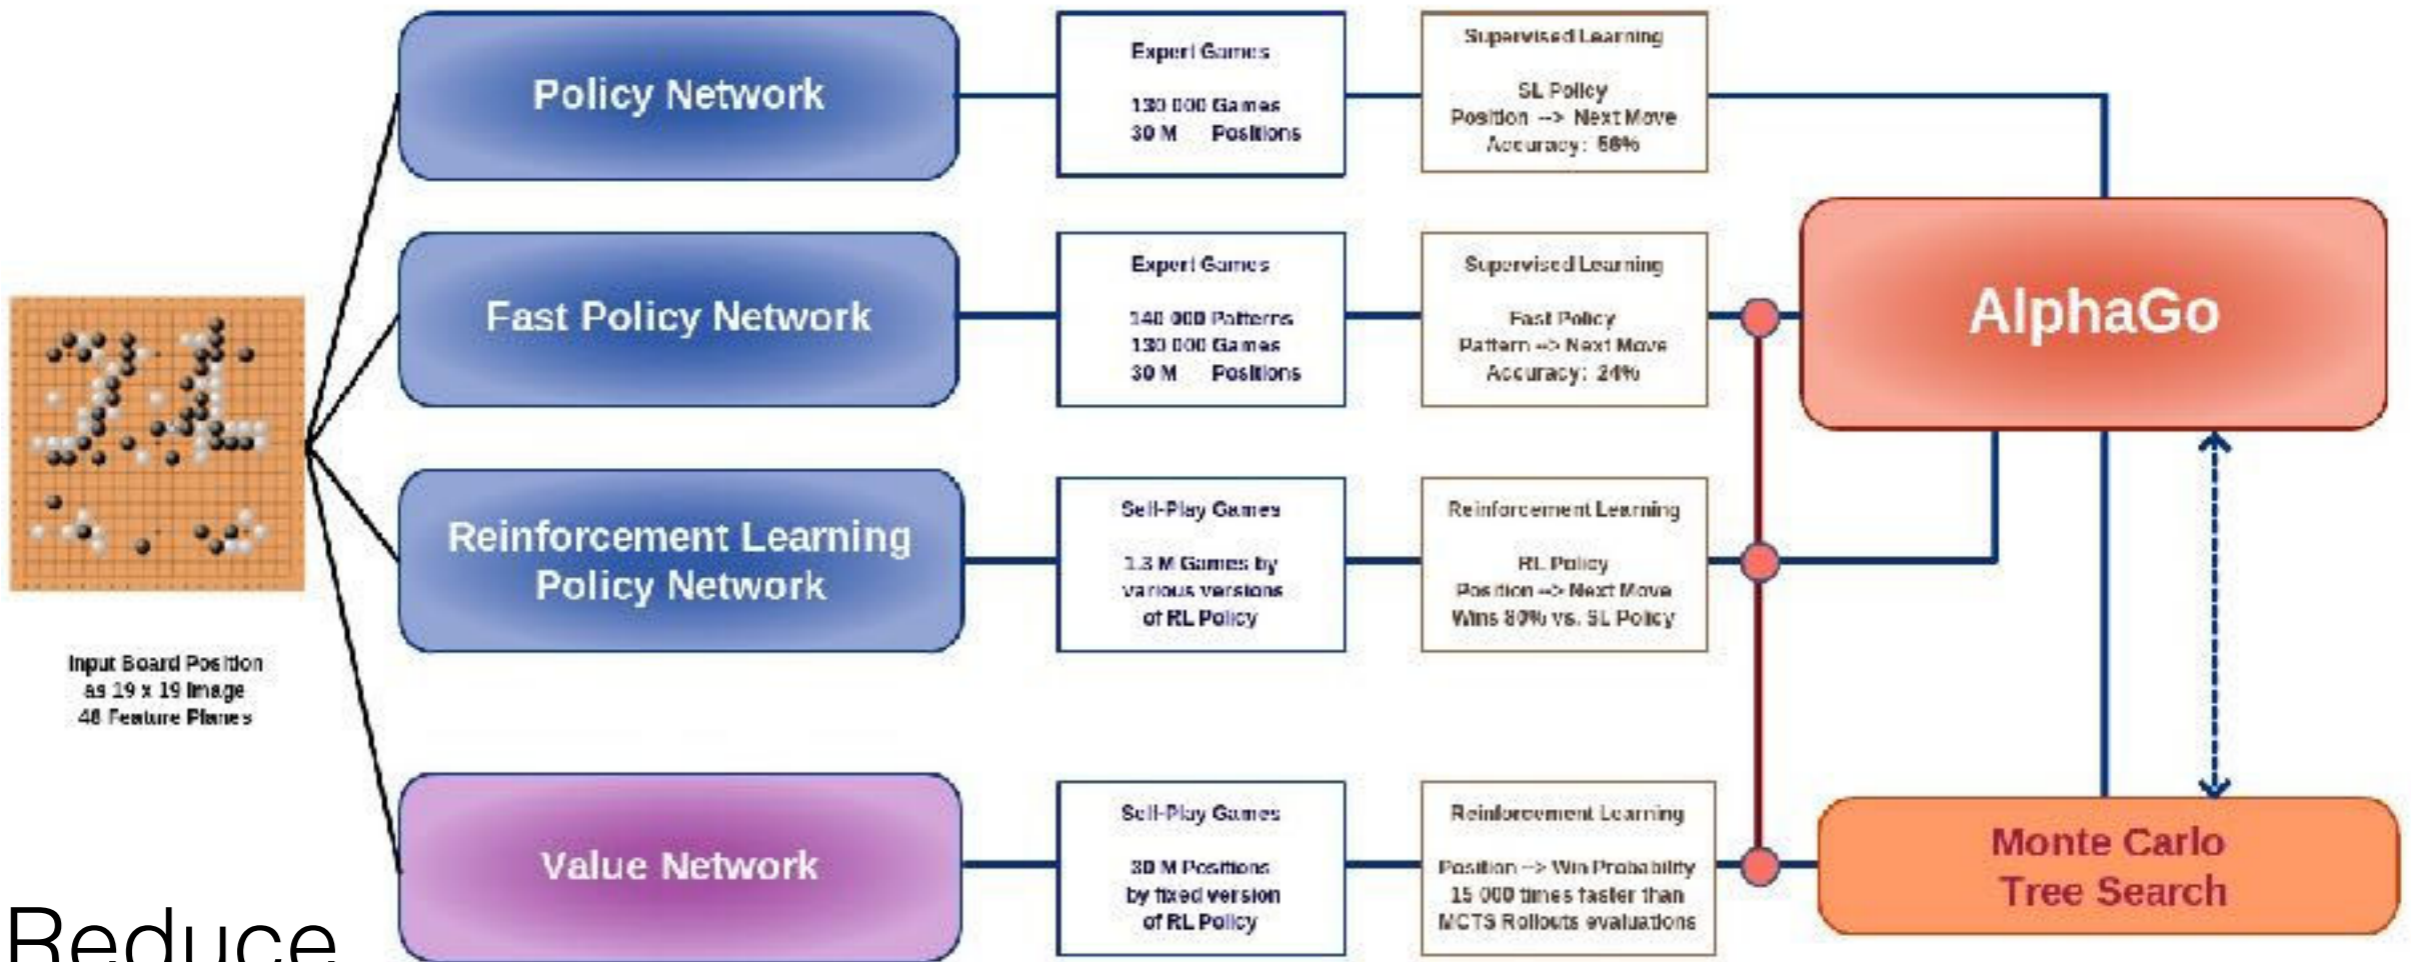 Policy Network
Expert Games
130 000 Games
30 M Positions
Supervised Learning
SL Policy
Position --> Next Move
Accuracy: 56%
Fast Policy Network
Expert Games
140 000 Patterns
130 000 Games
30 M Positions
Supervised Learning
Fast Policy
Pattern --> Next Move
Accuracy: 24%
AlphaGo
Input Board Position
as 19 x 19 Image
48 Feature Planes
Reinforcement Learning
Policy Network
Self-Play Games
1.3 M Games by
various versions
of RL Policy
Reinforcement Learning
RL Policy
Position --> Next Move
Wins 80% vs. SL Policy
Value Network
Self-Play Games
30 M Positions
by fixed version
of RL Policy
Reinforcement Learning
Position --> Win Probability
15 000 times faster than
MCTS Rollouts evaluations
Monte Carlo
Tree Search
Reduce